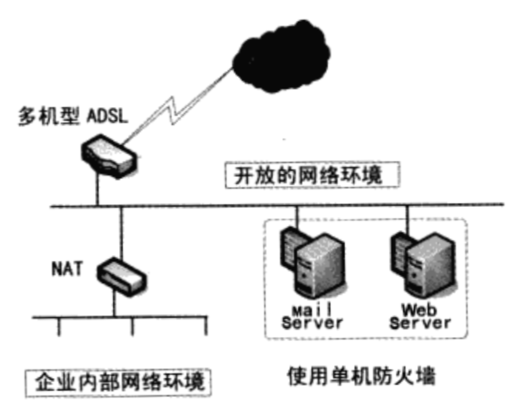 多机型 ADSL
开放的网络环境
NAT
Mail
Server
Web
Server
企业内部网络环境
使用单机防火墙